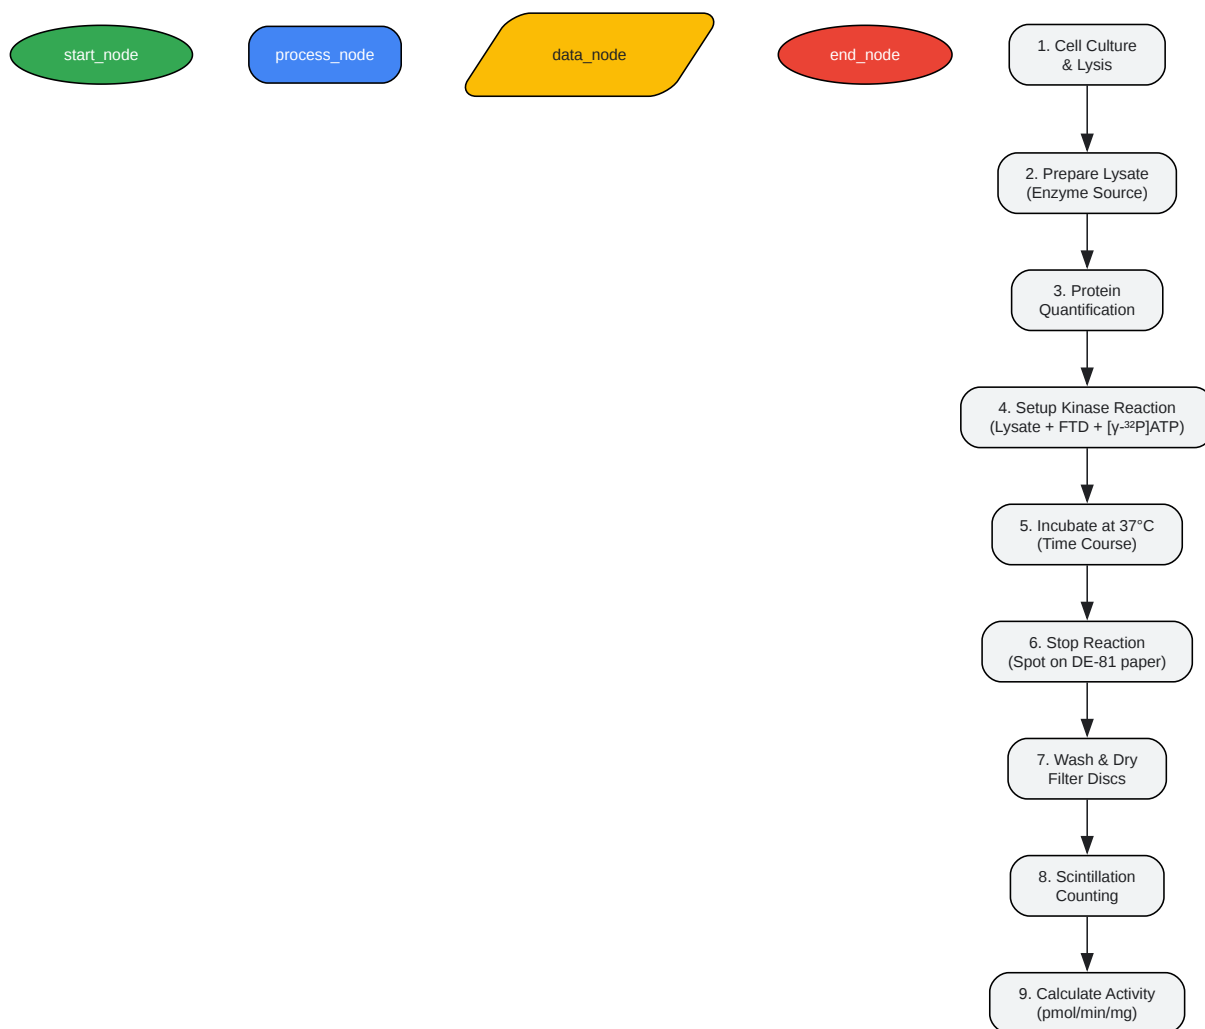 start_node
process_node
data_node
end_node
1. Cell Culture
& Lysis
2. Prepare Lysate
(Enzyme Source)
3. Protein
Quantification
4. Setup Kinase Reaction
(Lysate + FTD + [γ-³²P]ATP)
5. Incubate at 37°C
(Time Course)
6. Stop Reaction
(Spot on DE-81 paper)
7. Wash & Dry
Filter Discs
8. Scintillation
Counting
9. Calculate Activity
(pmol/min/mg)